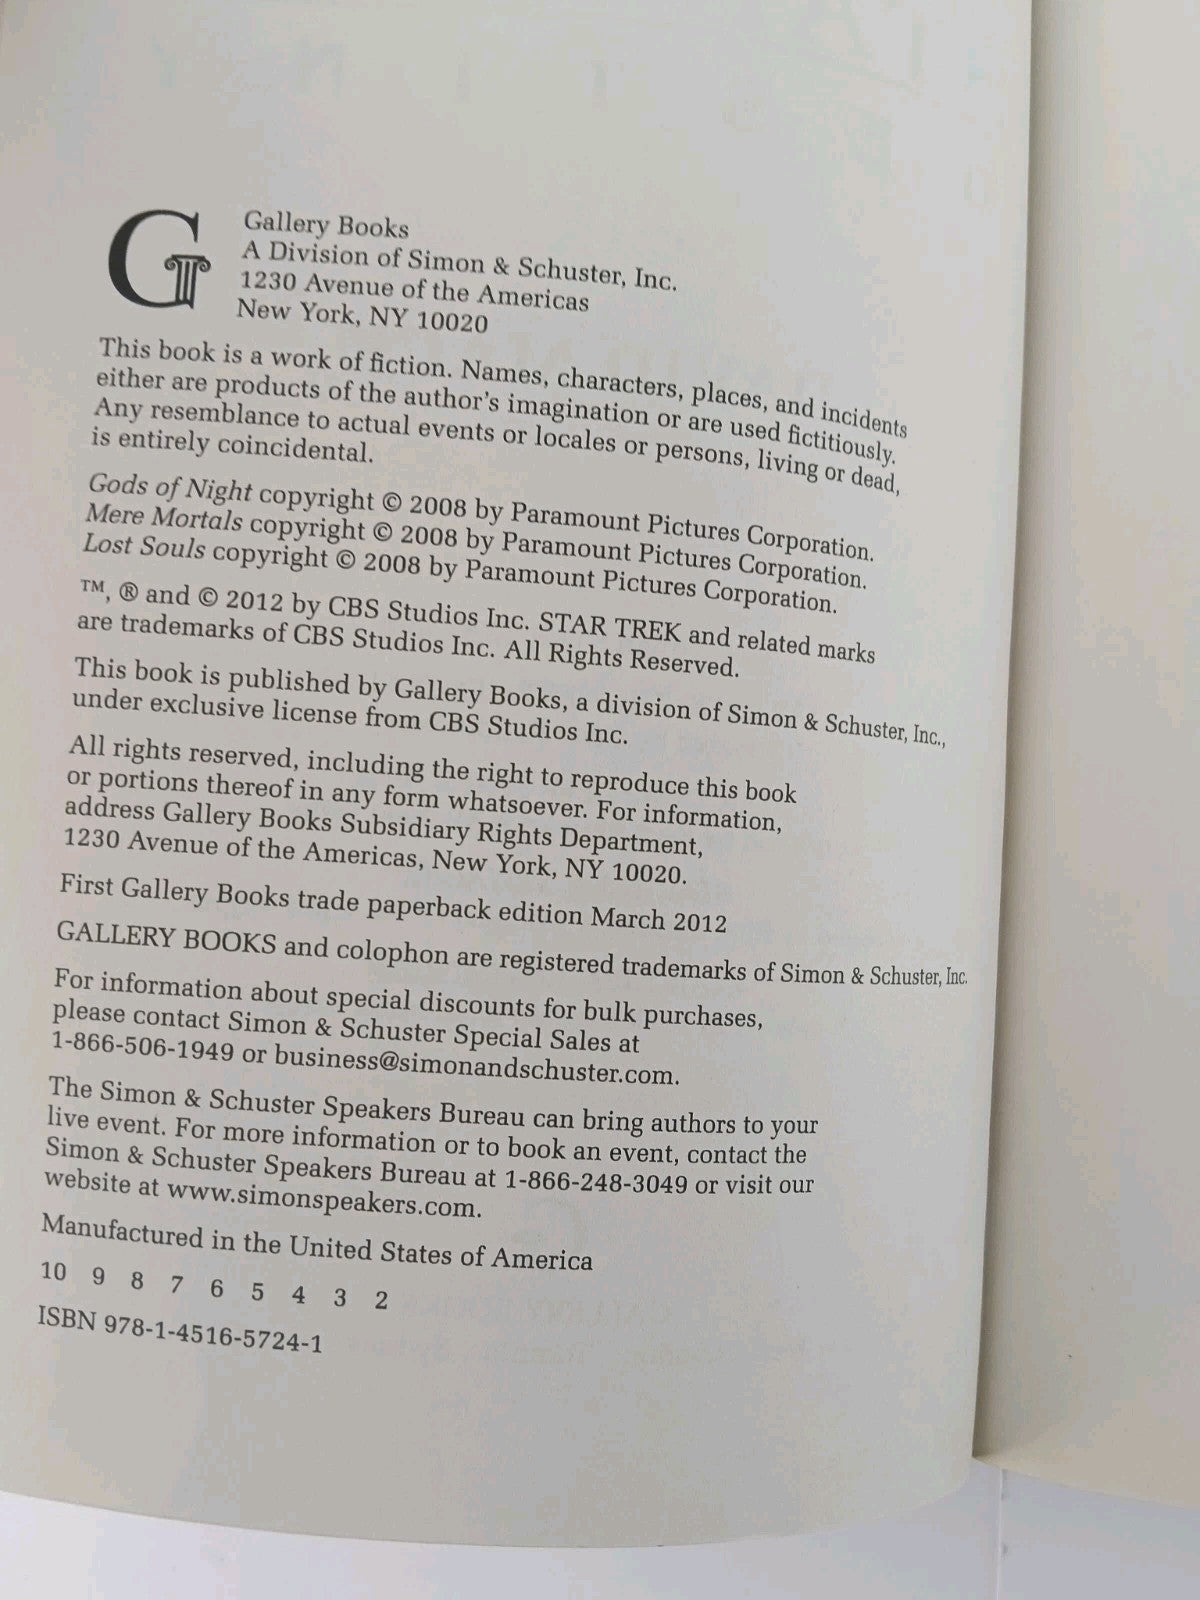 G
Gallery Books
A Division of Simon & Schuster, Inc.
1230 Avenue of the Americas
New York, NY 10020
This book is a work of fiction. Names, characters, places, and incidents
either are products of the author's imagination or are used fictitiously.
Any resemblance to actual events or locales or persons, living or dead,
is entirely coincidental.
Gods of Night copyright © 2008 by Paramount Pictures Corporation.
Mere Mortals copyright © 2008 by Paramount Pictures Corporation.
Lost Souls copyright © 2008 by Paramount Pictures Corporation.
™, ® and © 2012 by CBS Studios Inc. STAR TREK and related marks
are trademarks of CBS Studios Inc. All Rights Reserved.
This book is published by Gallery Books, a division of Simon & Schuster, Inc.,
under exclusive license from CBS Studios Inc.
All rights reserved, including the right to reproduce this book
or portions thereof in any form whatsoever. For information,
address Gallery Books Subsidiary Rights Department,
1230 Avenue of the Americas, New York, NY 10020.
First Gallery Books trade paperback edition March 2012
GALLERY BOOKS and colophon are registered trademarks of Simon & Schuster, Inc.
For information about special discounts for bulk purchases,
please contact Simon & Schuster Special Sales at
1-866-506-1949 or business@simonandschuster.com.
The Simon & Schuster Speakers Bureau can bring authors to your
live event. For more information or to book an event, contact the
Simon & Schuster Speakers Bureau at 1-866-248-3049 or visit our
website at www.simonspeakers.com.
Manufactured in the United States of America
10 9 8 7 6 5 4 3 2
ISBN 978-1-4516-5724-1